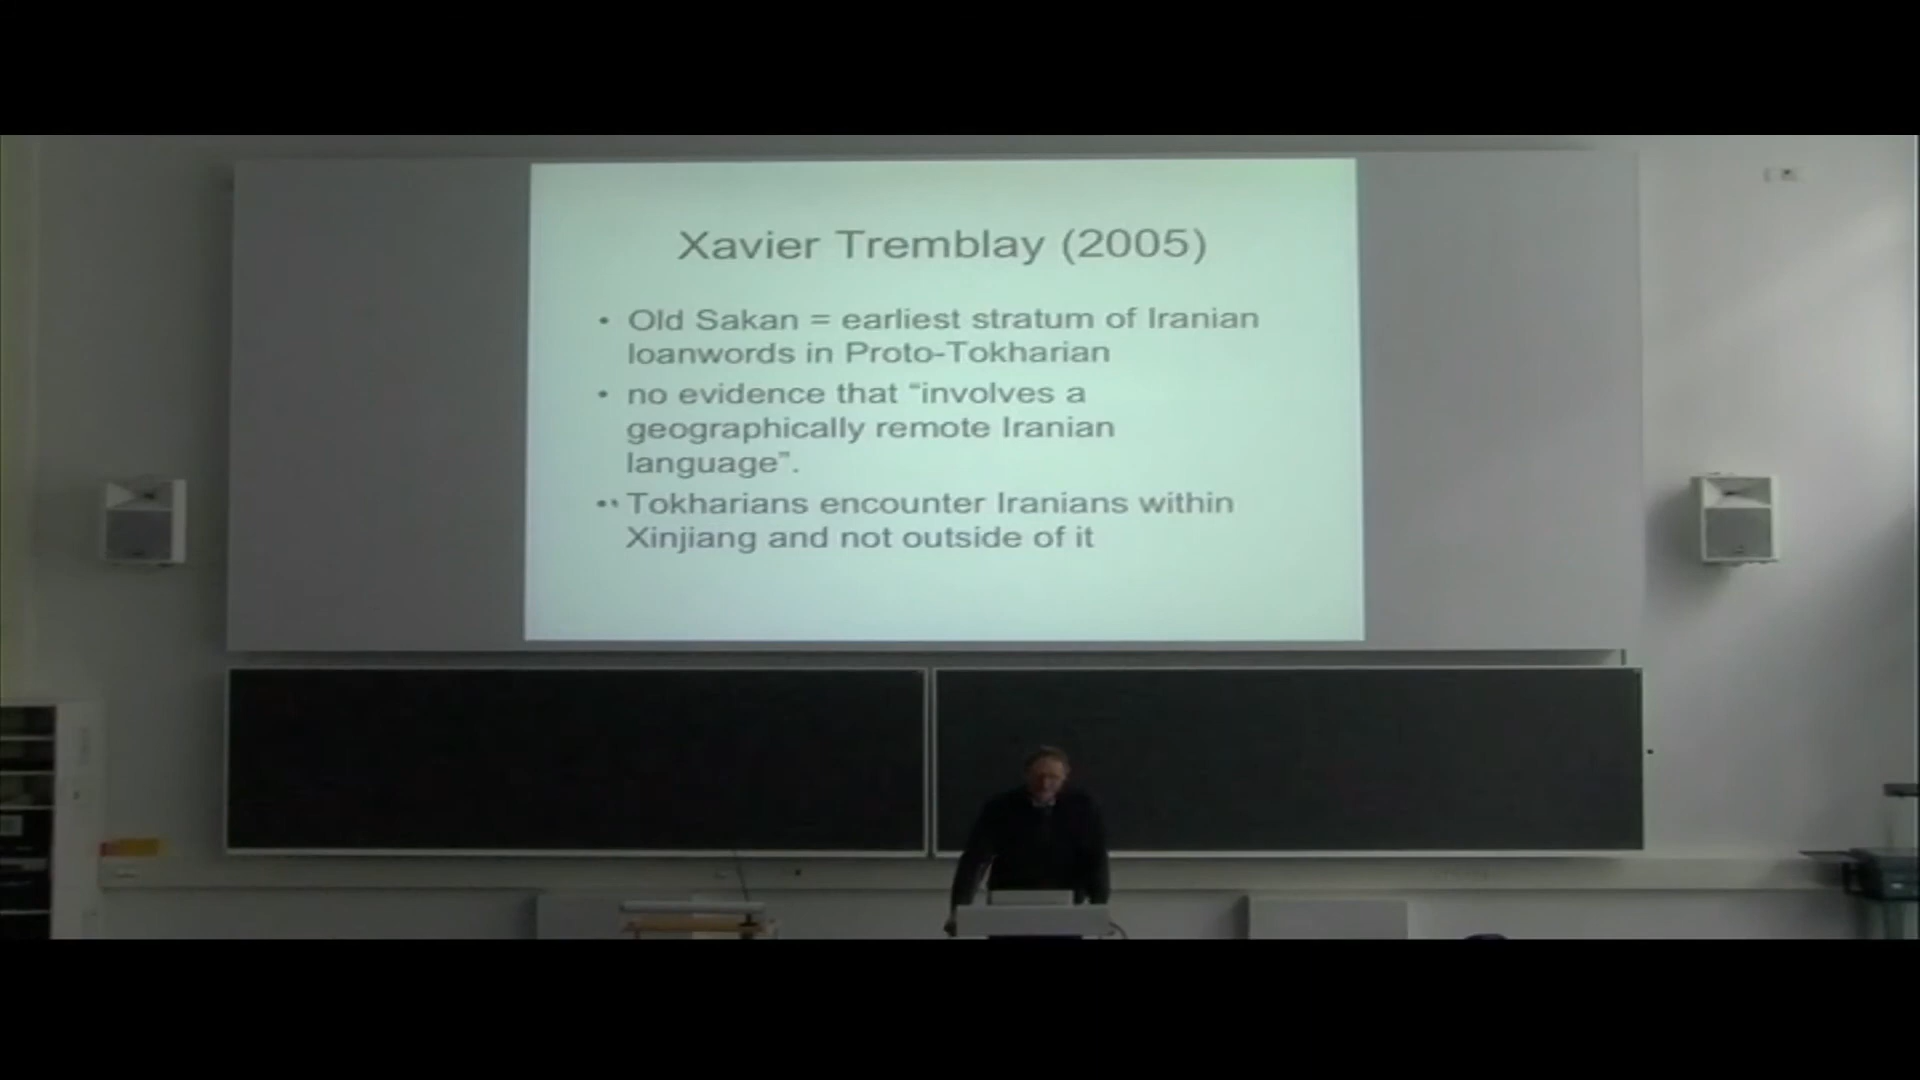 Xavier Tremblay (2005)
• Old Sakan = earliest stratum of Iranian
loanwords in Proto-Tokharian
• no evidence that “involves a
geographically remote Iranian
language”.
•• Tokharians encounter Iranians within
Xinjiang and not outside of it